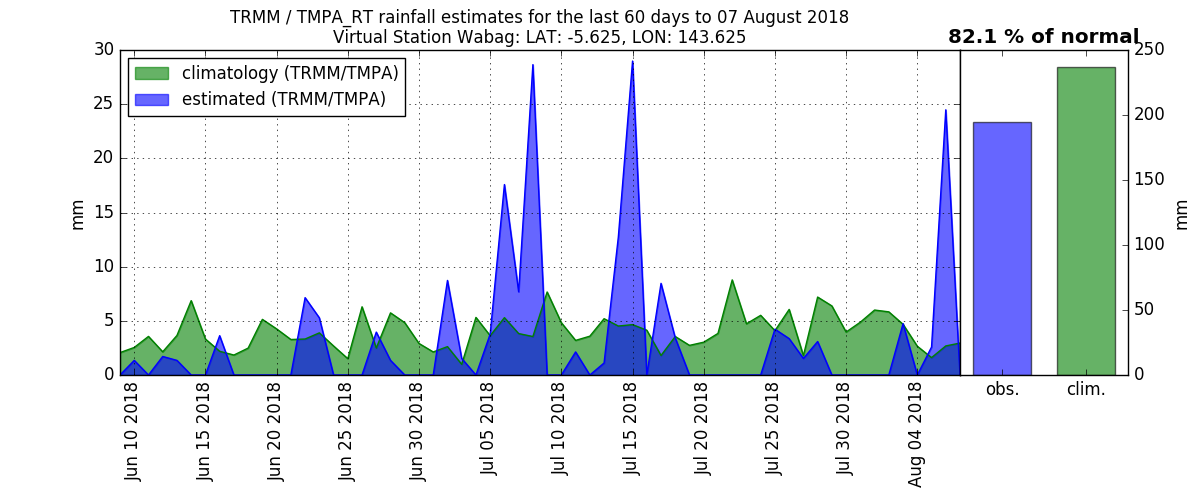 TRMM / TMPA_RT rainfall estimates for the last 60 days to 07 August 2018
Virtual Station Wabag: LAT: -5.625, LON: 143.625
82.1 % of normal
climatology (TRMM/TMPA)
estimated (TRMM/TMPA)
30
25
20
15
10
5
0
mm
Jun 10 2018
Jun 15 2018
Jun 20 2018
Jun 25 2018
Jun 30 2018
Jul 05 2018
Jul 10 2018
Jul 15 2018
Jul 20 2018
Jul 25 2018
Jul 30 2018
Aug 04 2018
obs.
clim.
250
200
150
100
50
0
mm